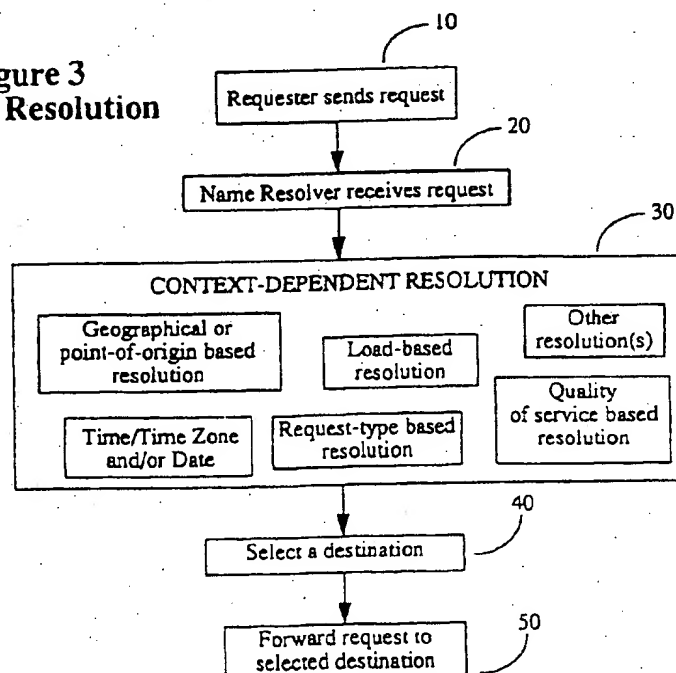 10
gure 3
Resolution
Requester sends request
20
Name Resolver receives request
30
CONTEXT-DEPENDENT RESOLUTION
Geographical or
point-of-origin based
resolution
Load-based
resolution
Other
resolution(s)
Time/Time Zone
and/or Date
Request-type based
resolution
Quality
of service based
resolution
40
Select a destination
50
Forward request to
selected destination